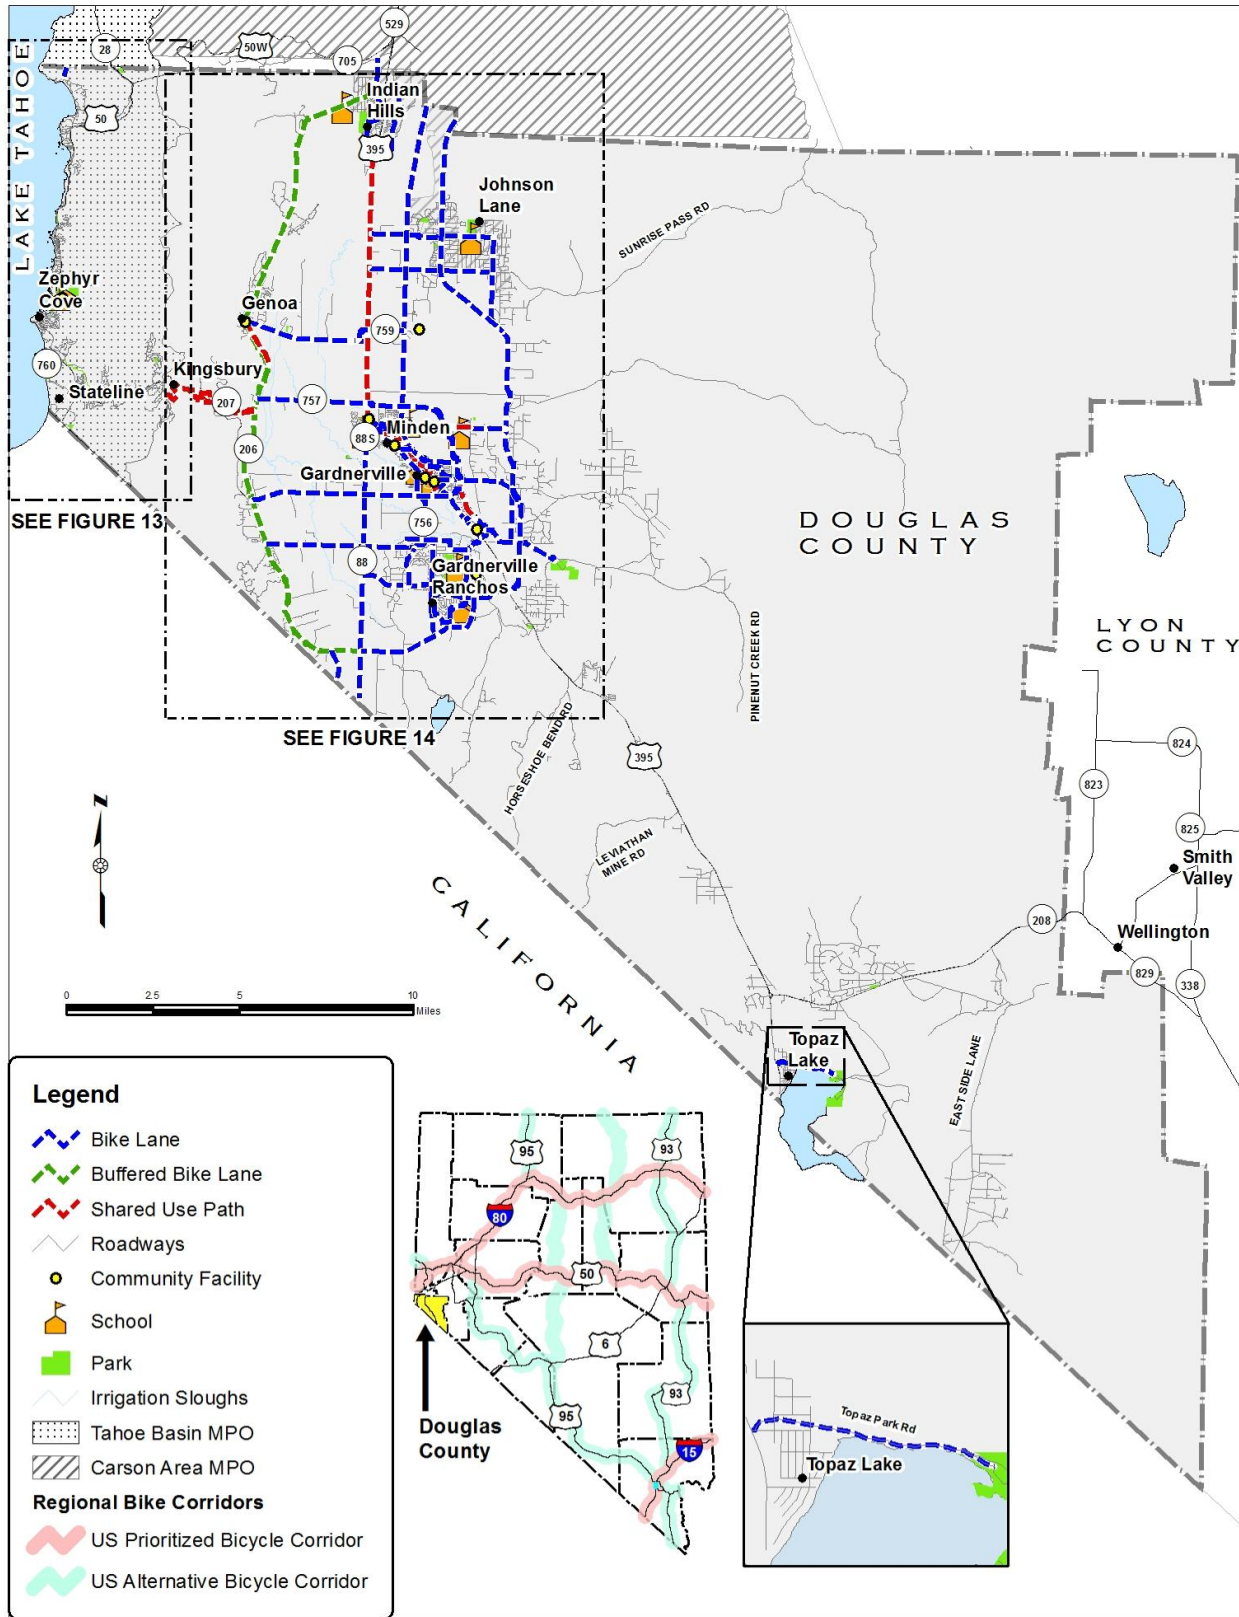 529
28
50W
705
LAKE TAHOE
50
Indian
Hills
395
Johnson
Lane
SUNRISE PASS RD
Zephyr
Cove
Genoa
759
760
Kingsbury
Stateline
207
757
206
88S
Minden
Gardnerville
SEE FIGURE 13
756
DOUGLAS
COUNTY
88
Gardnerville
Ranchos
LYON
COUNTY
PINENUT CREEK RD
SEE FIGURE 14
HORSESHOE BEND RD
395
824
823
LEVIATHAN
MINE RD
825
Smith
Valley
CALIFORNIA
208
Wellington
829
338
N
0 2.5 5 10
Miles
Topaz
Lake
EAST SIDE LANE
Legend
Bike Lane
Buffered Bike Lane
Shared Use Path
Roadways
Community Facility
School
Park
Irrigation Sloughs
Tahoe Basin MPO
Carson Area MPO
Regional Bike Corridors
US Prioritized Bicycle Corridor
US Alternative Bicycle Corridor
95
93
80
50
6
93
95
15
Douglas
County
Topaz Park Rd
Topaz Lake